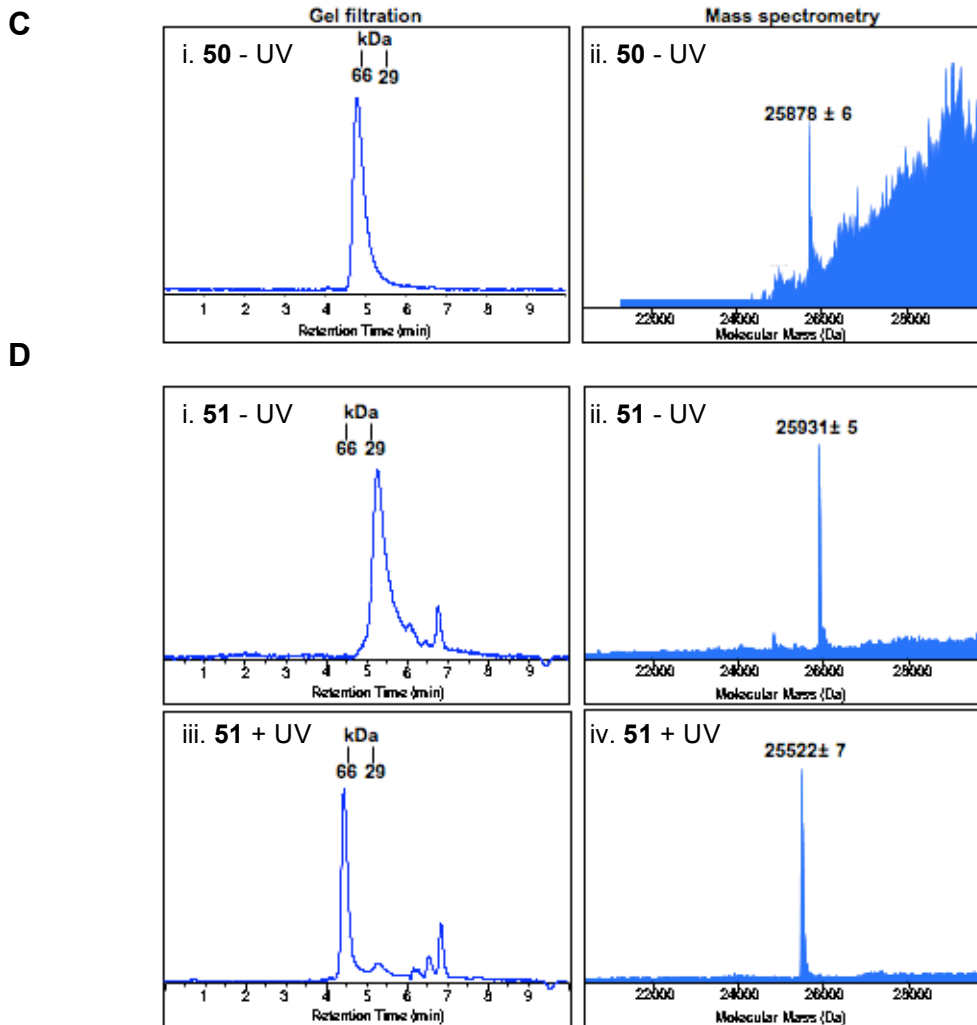 C
Gel filtration
Mass spectrometry
i. 50 - UV
kDa
66 29
1 2 3 4 5 6 7 8 9
Retention Time (min)
ii. 50 - UV
25878 ± 6
22000 24000 26000 28000
Molecular Mass (Da)
D
i. 51 - UV
kDa
66 29
1 2 3 4 5 6 7 8 9
Retention Time (min)
ii. 51 - UV
25931± 5
22000 24000 26000 28000
Molecular Mass (Da)
iii. 51 + UV
kDa
66 29
1 2 3 4 5 6 7 8 9
Retention Time (min)
iv. 51 + UV
25522± 7
22000 24000 26000 28000
Molecular Mass (Da)